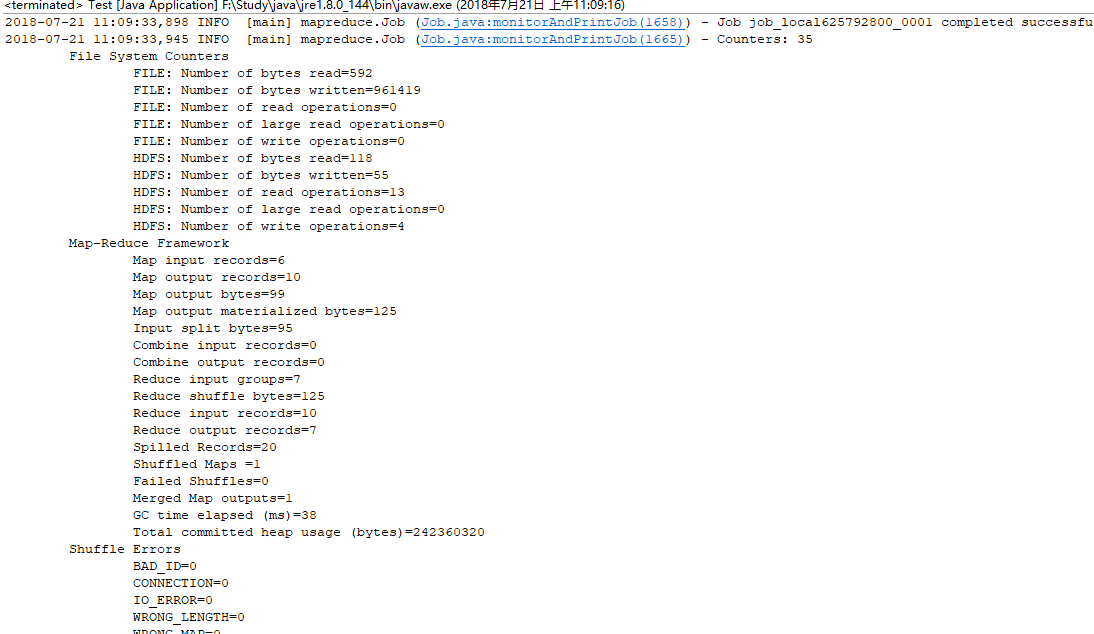 <terminated> Test [Java Application] F:\Study\java\jre1.8.0_144\bin\javaw.exe (2018年7月21日 上午11:09:16)
2018-07-21 11:09:33,898 INFO  [main] mapreduce.Job (Job.java:monitorAndPrintJob(1658)) - Job job_local625792800_0001 completed successfu
2018-07-21 11:09:33,945 INFO  [main] mapreduce.Job (Job.java:monitorAndPrintJob(1665)) - Counters: 35
File System Counters
FILE: Number of bytes read=592
FILE: Number of bytes written=961419
FILE: Number of read operations=0
FILE: Number of large read operations=0
FILE: Number of write operations=0
HDFS: Number of bytes read=118
HDFS: Number of bytes written=55
HDFS: Number of read operations=13
HDFS: Number of large read operations=0
HDFS: Number of write operations=4
Map-Reduce Framework
Map input records=6
Map output records=10
Map output bytes=99
Map output materialized bytes=125
Input split bytes=95
Combine input records=0
Combine output records=0
Reduce input groups=7
Reduce shuffle bytes=125
Reduce input records=10
Reduce output records=7
Spilled Records=20
Shuffled Maps =1
Failed Shuffles=0
Merged Map outputs=1
GC time elapsed (ms)=38
Total committed heap usage (bytes)=242360320
Shuffle Errors
BAD_ID=0
CONNECTION=0
IO_ERROR=0
WRONG_LENGTH=0
WRONG_MAP=0